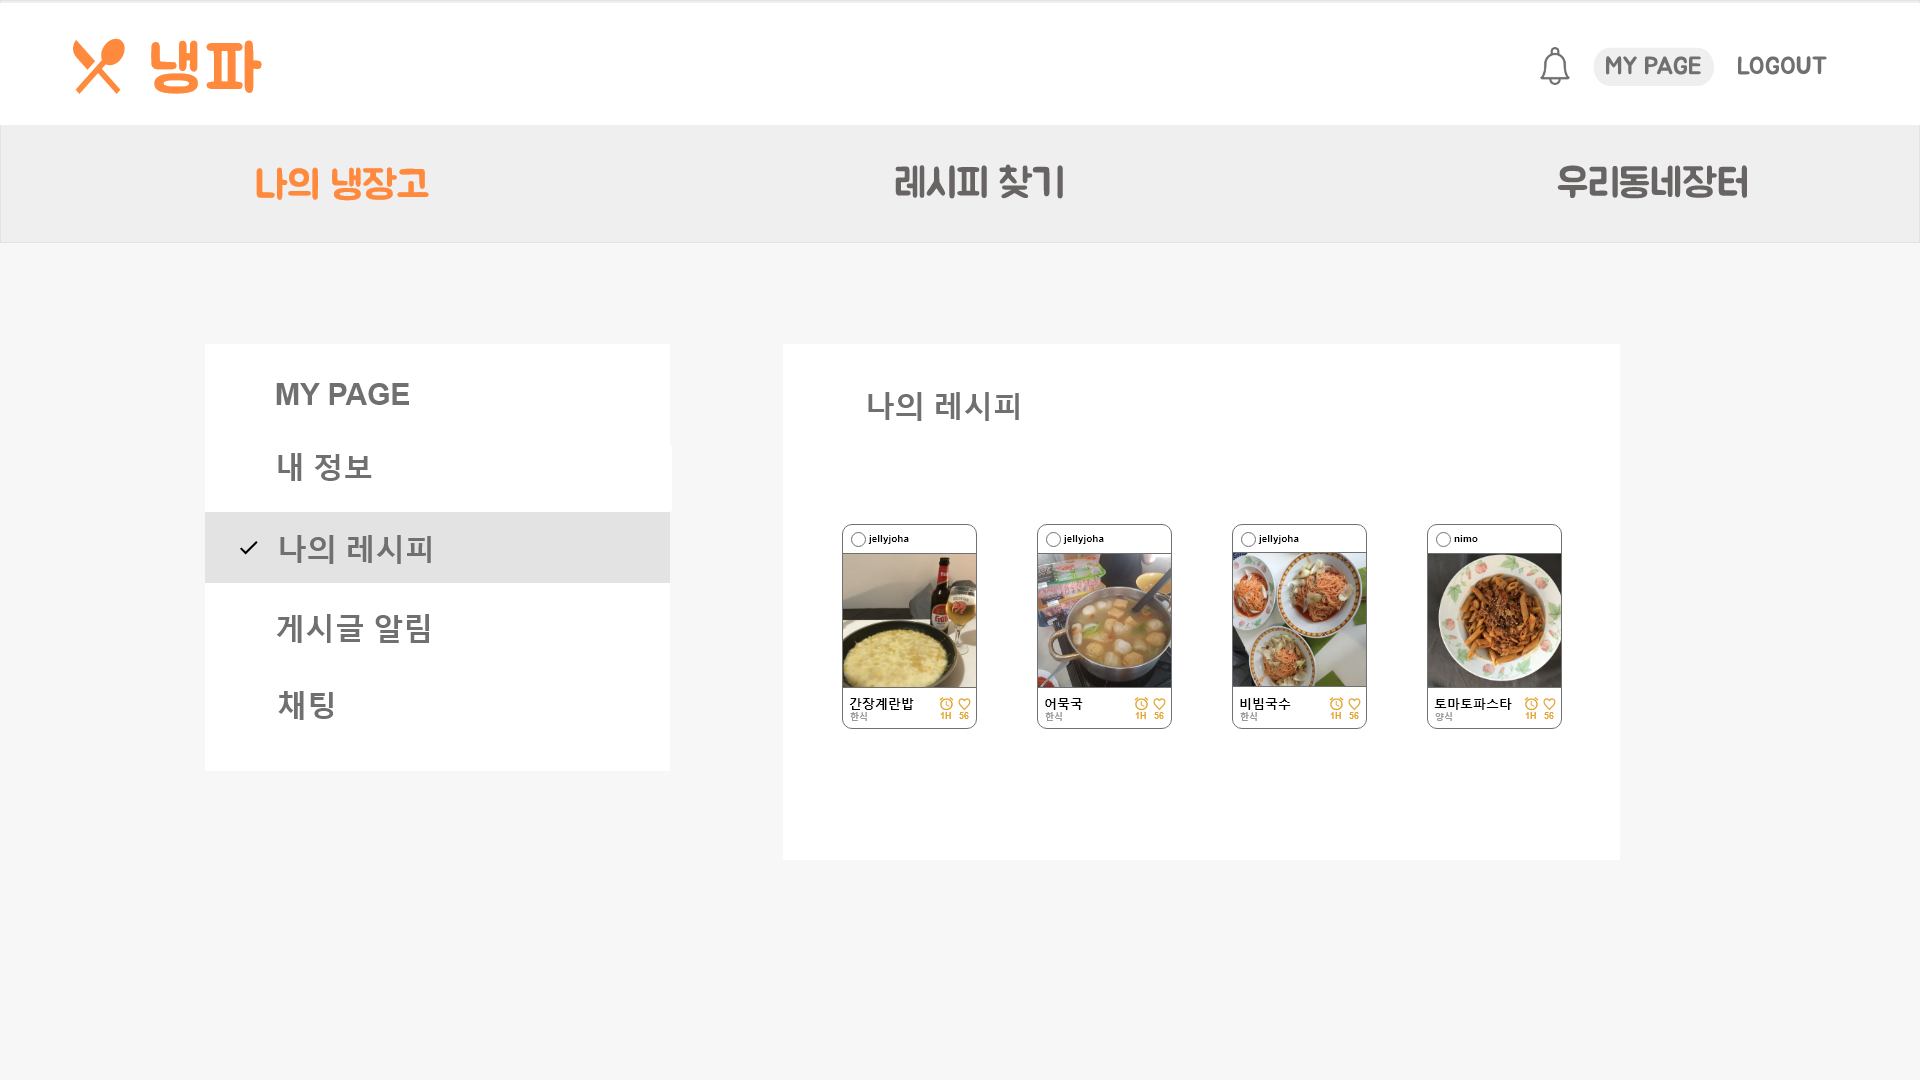 냉파
MY PAGE
LOGOUT
나의 냉장고
레시피 찾기
우리동네장터
MY PAGE
내 정보
나의 레시피
게시글 알림
채팅
나의 레시피
jellyjoha
간장계란밥
한식
1H 56
jellyjoha
어묵국
한식
1H 56
jellyjoha
비빔국수
한식
1H 56
nimo
토마토파스타
양식
1H 56